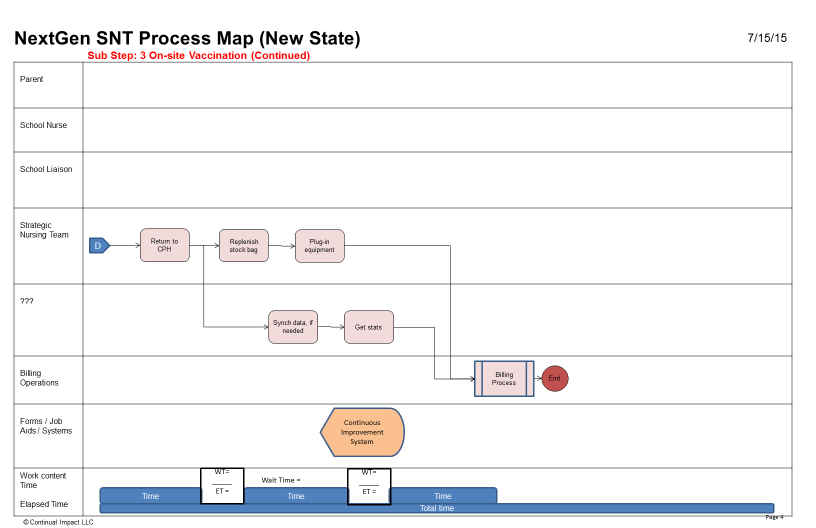 NextGen SNT Process Map (New State)
7/15/15
Sub Step: 3 On-site Vaccination (Continued)
Parent
School Nurse
School Liaison
Strategic
Nursing Team
D
Return to
CPH
Replenish
stock bag
Plug-in
equipment
???
Synch data, if
needed
Get stats
Billing
Operations
Billing
Process
End
Forms / Job
Aids / Systems
Continuous
Improvement
System
Work content
Time
WT=
ET =
Wait Time =
WT=
ET =
Time
Time
Time
Elapsed Time
Total time
Page 4
© Continual Impact LLC